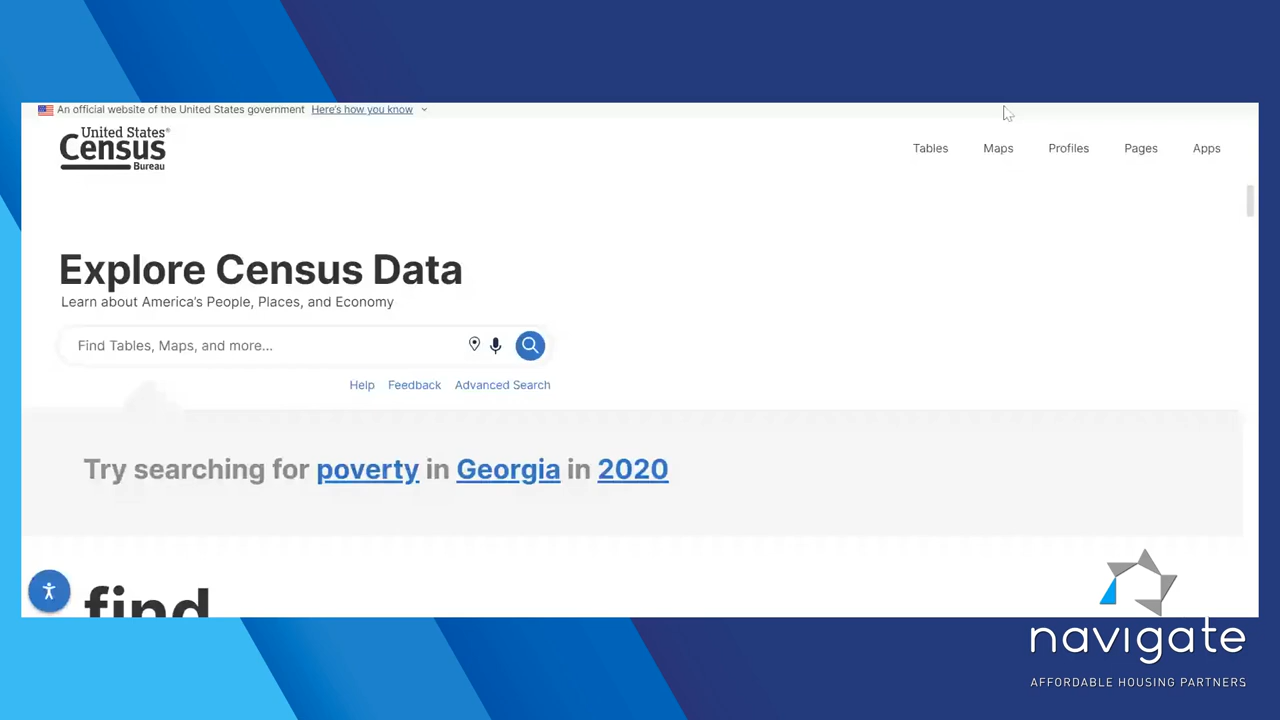 An official website of the United States government Here's how you know
United States®
Census
Bureau
Tables Maps Profiles Pages Apps
Explore Census Data
Learn about America's People, Places, and Economy
Find Tables, Maps, and more...
Help Feedback Advanced Search
Try searching for poverty in Georgia in 2020
find
navigate
AFFORDABLE HOUSING PARTNERS